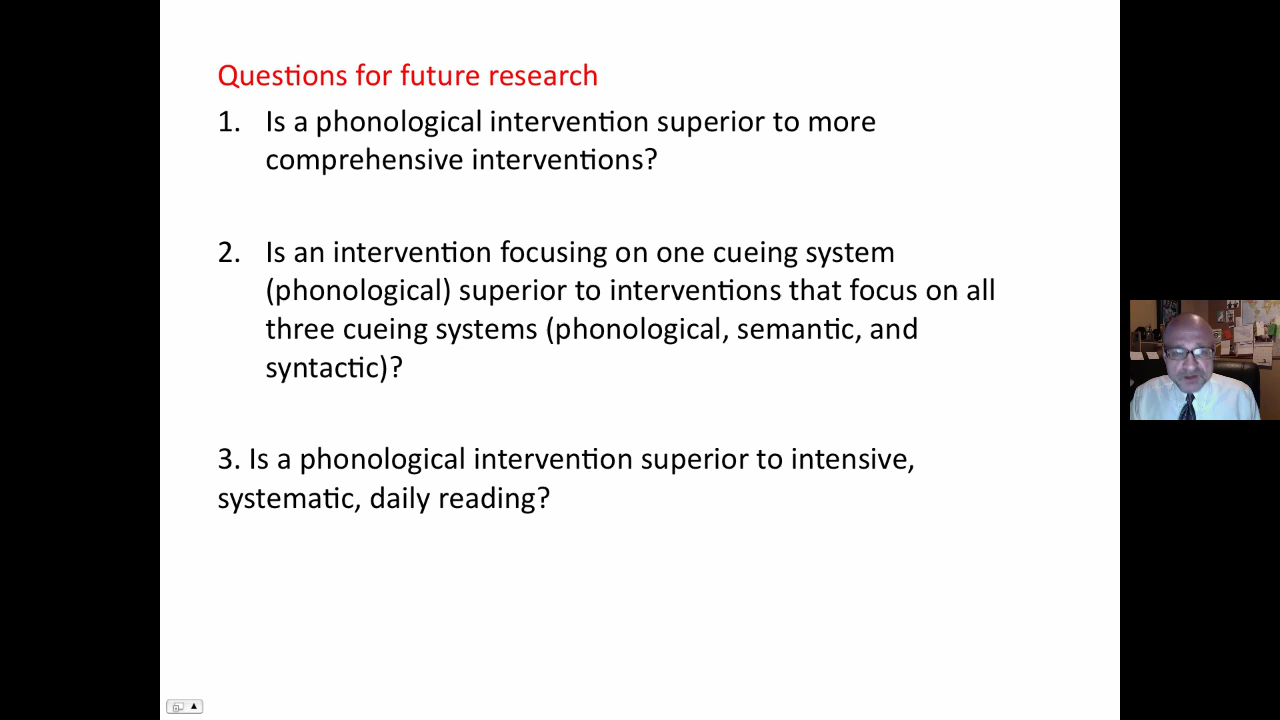 Questions for future research
1. Is a phonological intervention superior to more
comprehensive interventions?
2. Is an intervention focusing on one cueing system
(phonological) superior to interventions that focus on all
three cueing systems (phonological, semantic, and
syntactic)?
3. Is a phonological intervention superior to intensive,
systematic, daily reading?